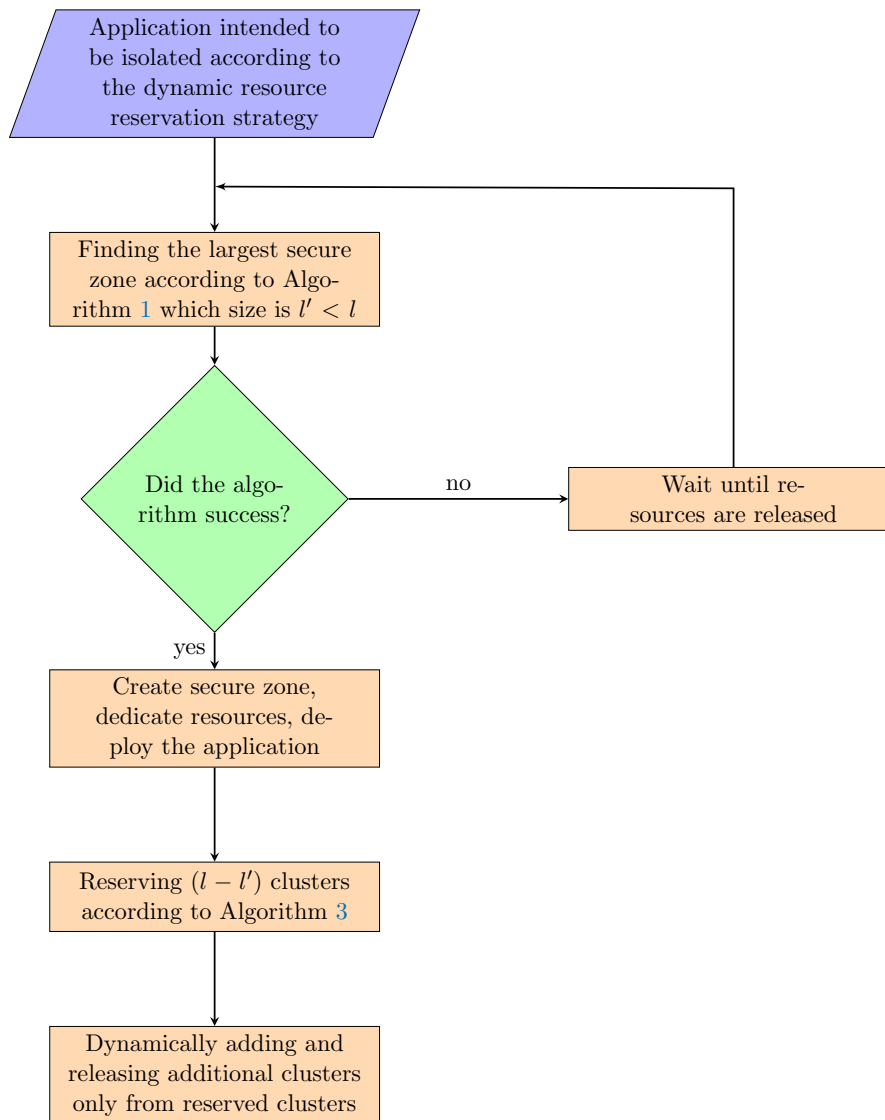 Application intended to
be isolated according to
the dynamic resource
reservation strategy
Finding the largest secure
zone according to Algo-
rithm 1 which size is l′ < l
Did the algo-
rithm success?
no
Wait until re-
sources are released
yes
Create secure zone,
dedicate resources, de-
ploy the application
Reserving (l − l′) clusters
according to Algorithm 3
Dynamically adding and
releasing additional clusters
only from reserved clusters